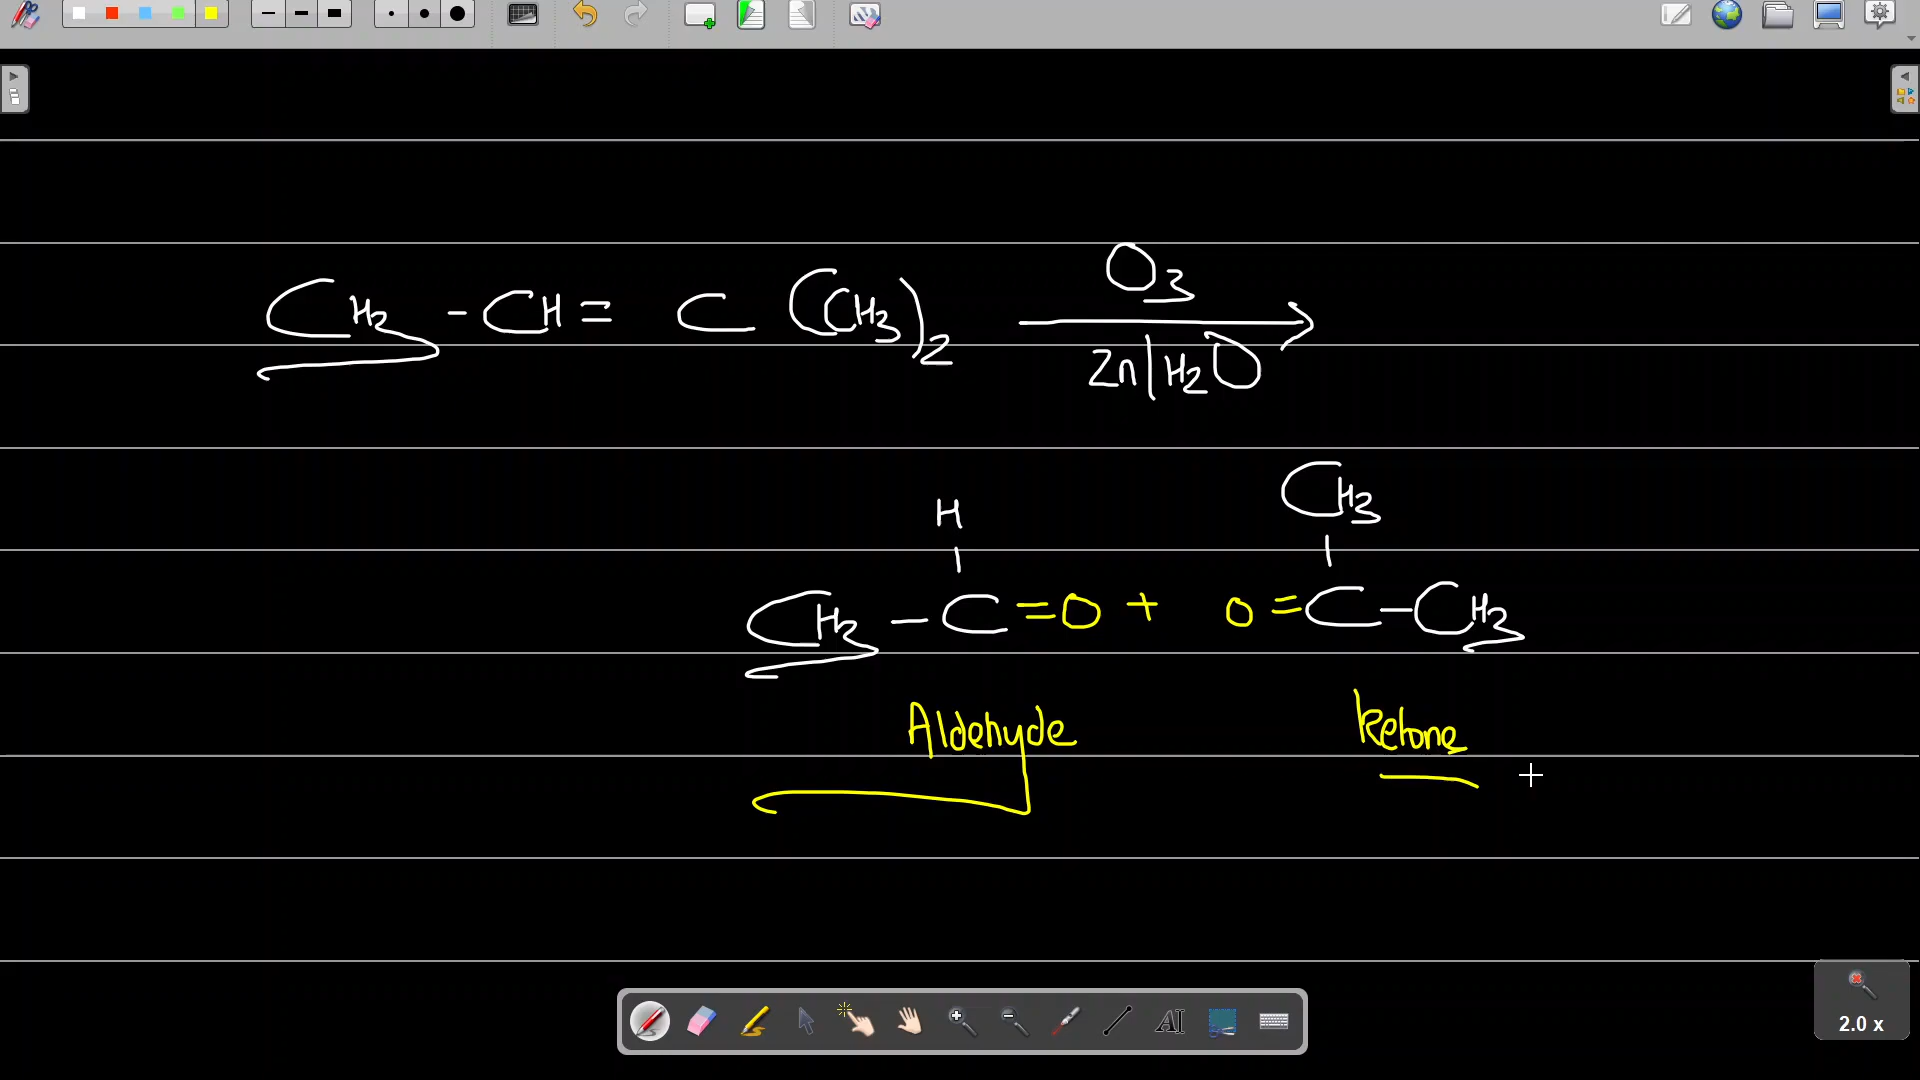 CH₃ - CH = C (CH₃)₂
O₃
Zn|H₂O
H CH₃
CH₃ - C = O + O = C - CH₃
Aldehyde Ketone
2.0 x